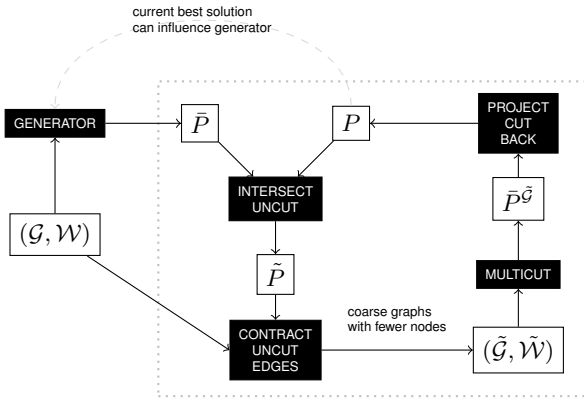 current best solution
can influence generator
GENERATOR
P̄
P
PROJECT
CUT
BACK
INTERSECT
UNCUT
P̄^𝒢̃
(𝒢, 𝒲)
P̃
MULTICUT
coarse graphs
with fewer nodes
CONTRACT
UNCUT
EDGES
(𝒢̃, 𝒲̃)